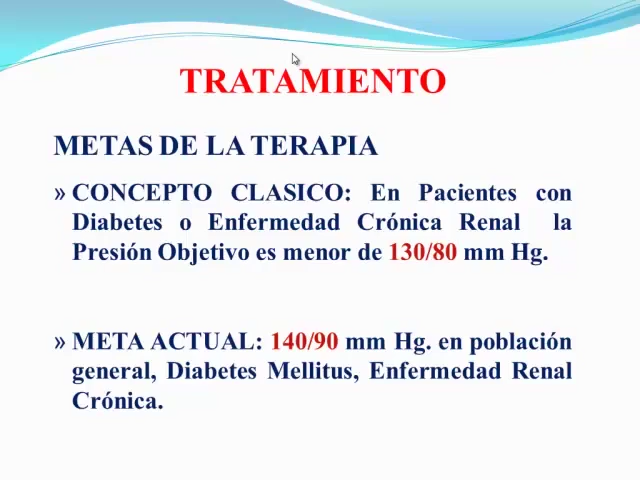 TRATAMIENTO
METAS DE LA TERAPIA
» CONCEPTO CLASICO: En Pacientes con
Diabetes o Enfermedad Crónica Renal la
Presión Objetivo es menor de 130/80 mm Hg.
» META ACTUAL: 140/90 mm Hg. en población
general, Diabetes Mellitus, Enfermedad Renal
Crónica.